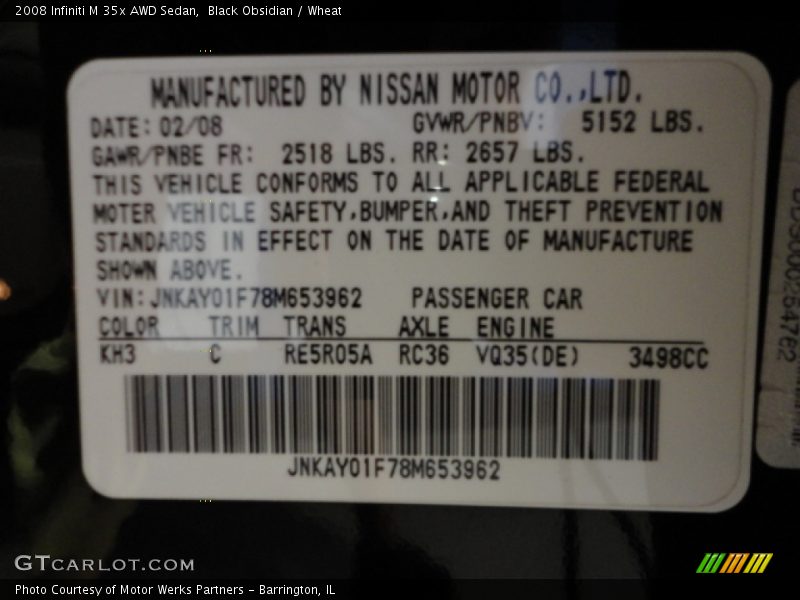 2008 Infiniti M 35x AWD Sedan, Black Obsidian / Wheat
MANUFACTURED BY NISSAN MOTOR CO.,LTD.
DATE: 02/08 GVWR/PNBV: 5152 LBS.
GAWR/PNBE FR: 2518 LBS. RR: 2657 LBS.
THIS VEHICLE CONFORMS TO ALL APPLICABLE FEDERAL
MOTER VEHICLE SAFETY,BUMPER,AND THEFT PREVENTION
STANDARDS IN EFFECT ON THE DATE OF MANUFACTURE
SHOWN ABOVE.
VIN:JNKAY01F78M653962 PASSENGER CAR
COLOR TRIM TRANS AXLE ENGINE
KH3 C RE5R05A RC36 VQ35(DE) 3498CC
JNKAY01F78M653962
GTCARLOT.COM
Photo Courtesy of Motor Werks Partners - Barrington, IL